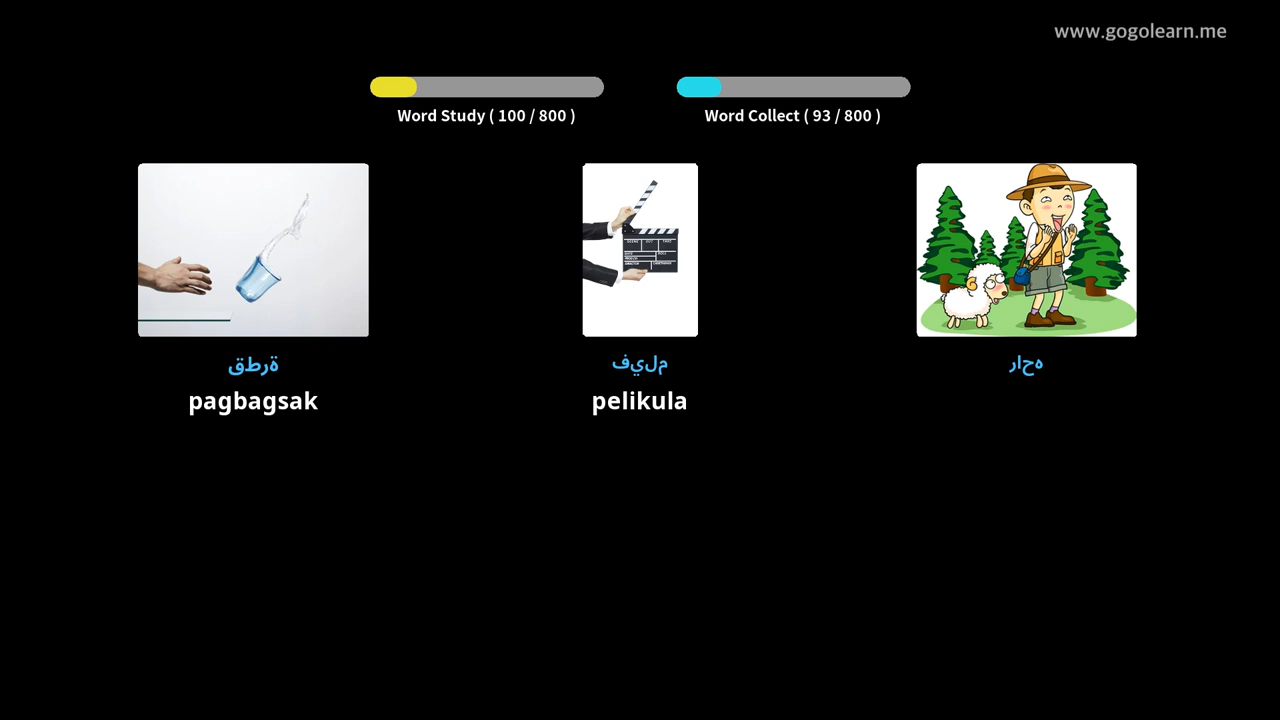 www.gogolearn.me
Word Study ( 100 / 800 )
Word Collect ( 93 / 800 )
ةرطق
مليف
هحار
pagbagsak
pelikula